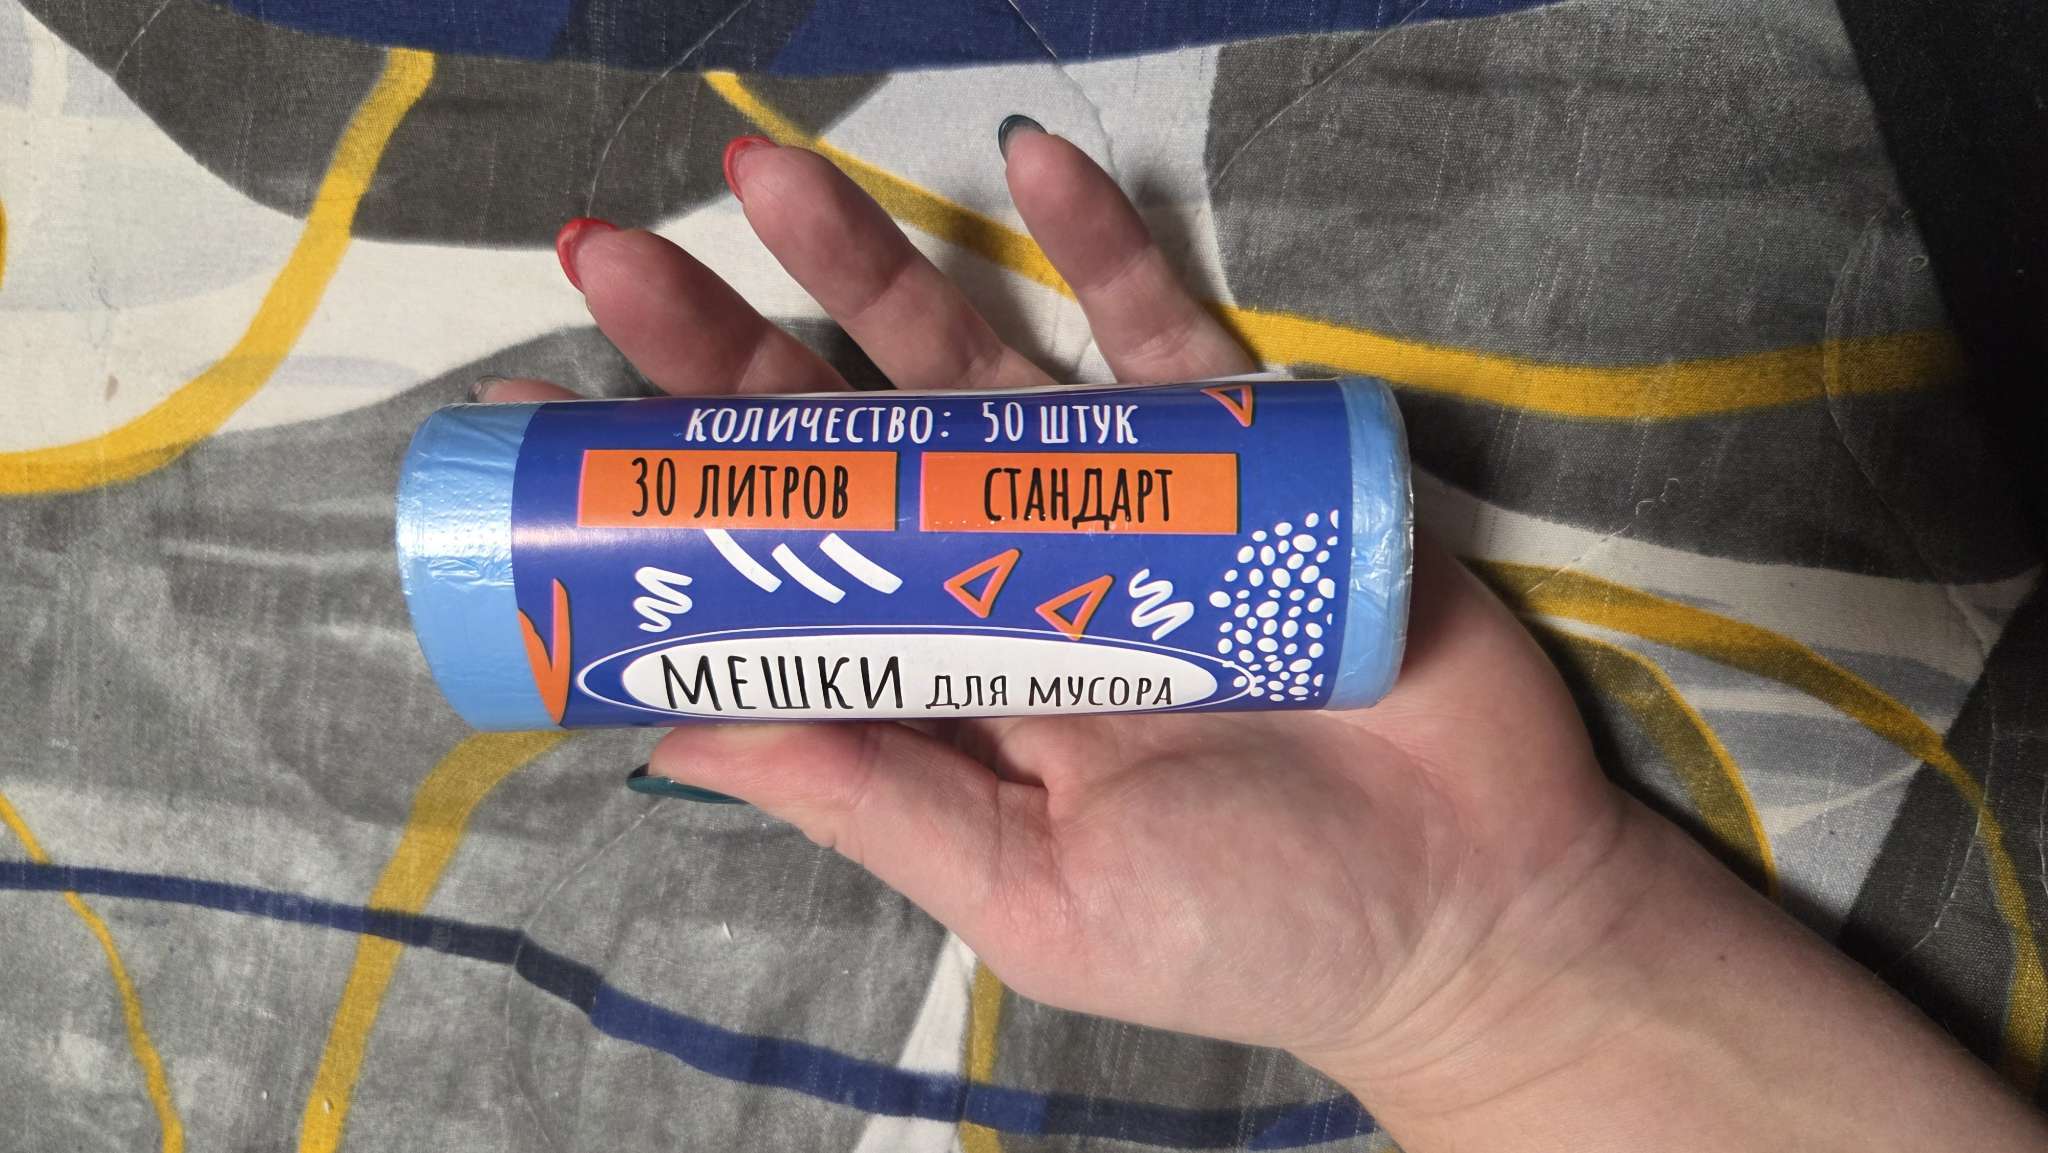 КОЛИЧЕСТВО: 50 ШТУК
30 ЛИТРОВ СТАНДАРТ
МЕШКИ ДЛЯ МУСОРА